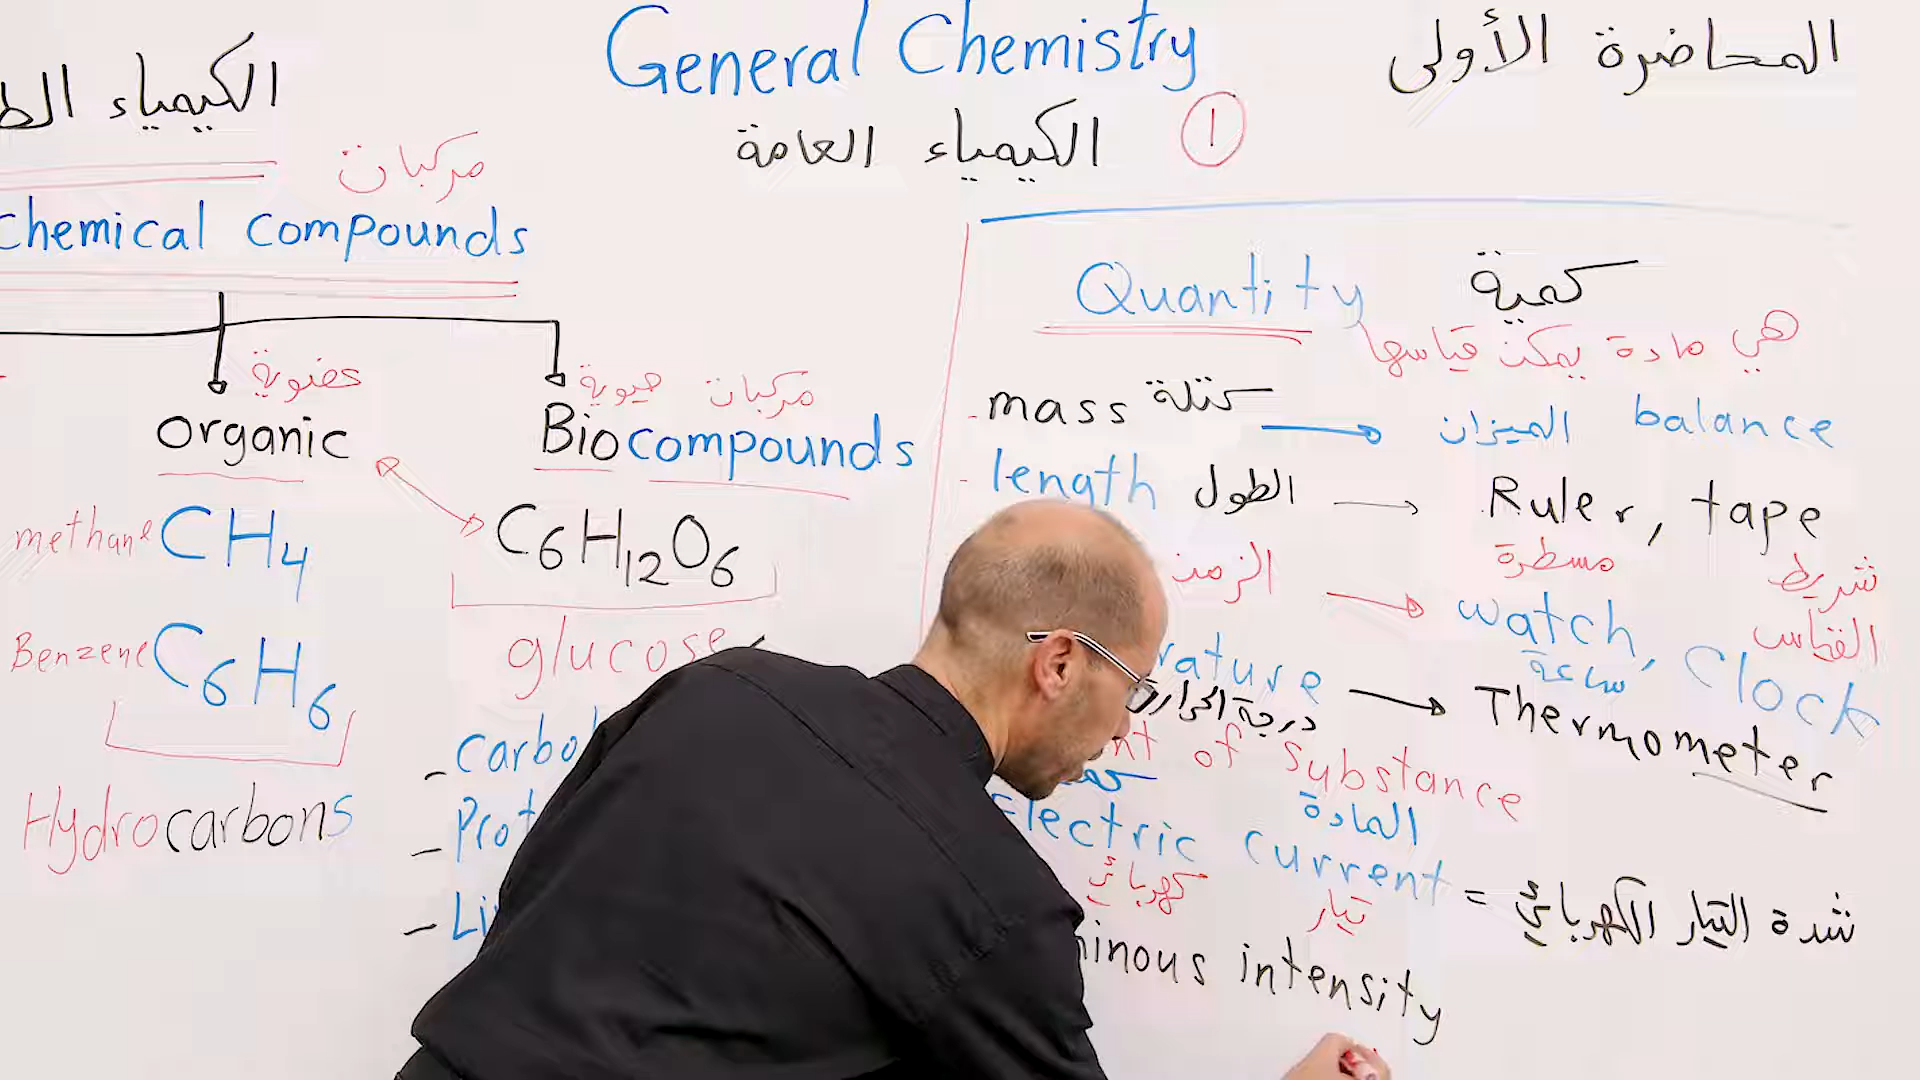 General Chemistry
المحاضرة الأولى
الكيمياء العامة
1
الكيمياء
مركبات
Chemical Compounds
عضوية
organic
مركبات حيوية
Biocompounds
methane CH4
Benzene C6H6
Hydrocarbons
C6H12O6
glucose
Quantity كمية
هي مادة يمكن قياسها
- mass كتلة → الميزان balance
- length الطول → Ruler, tape
مسطرة شريط القياس
الزمن → watch, Clock
ساعة
→ Thermometer
درجة الحرارة
of substance
المادة
Electric current = شدة التيار الكهربائي
كهربائي تيار
intensity